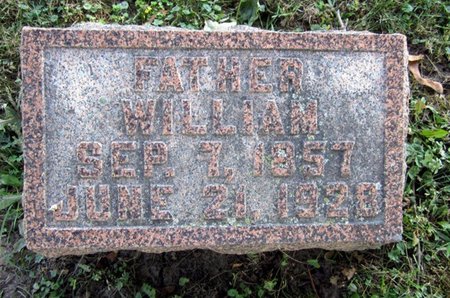 FATHER
WILLIAM
SEP. 7, 1857
JUNE 21, 1928